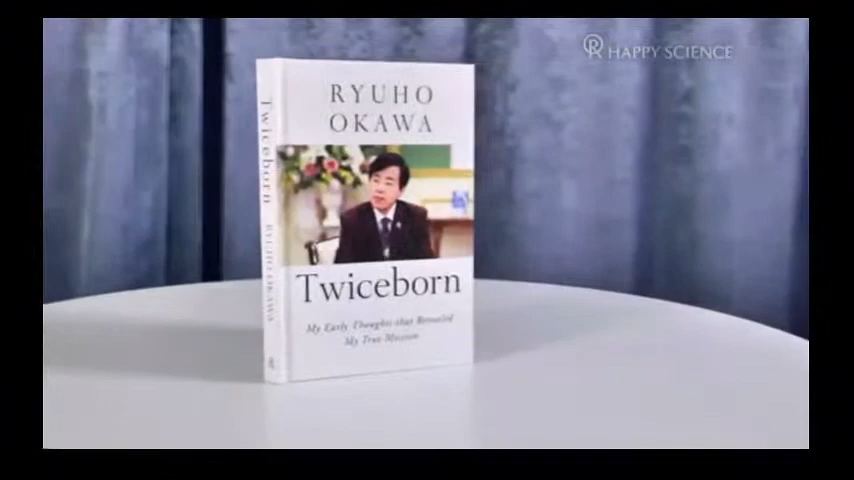 HAPPY SCIENCE
RYUHO
OKAWA
Twiceborn
My Early Thoughts that Revealed
My True Mission
Twiceborn RYUHO OKAWA